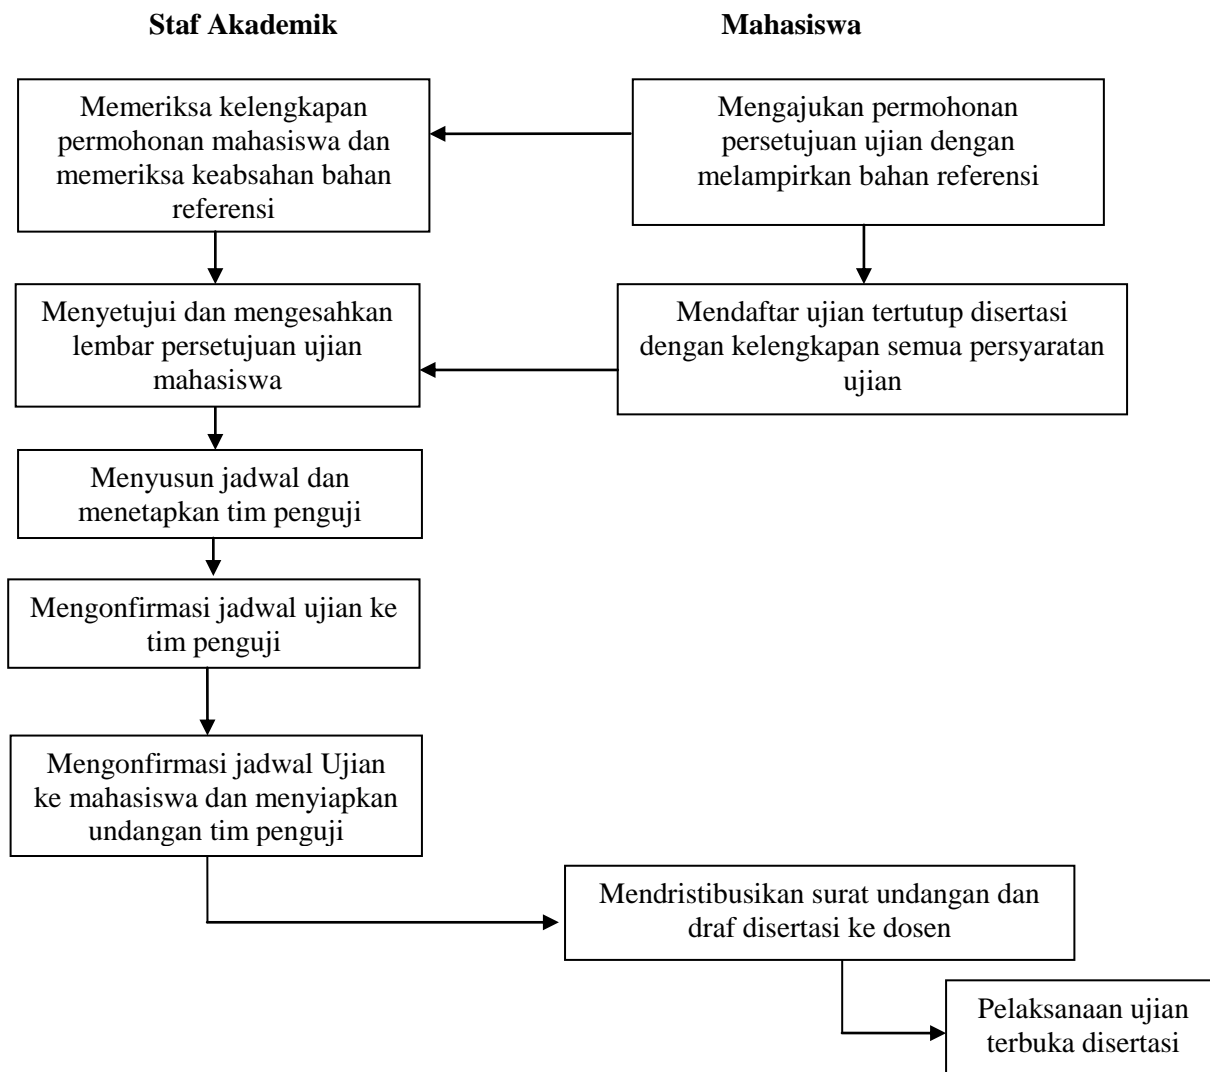 Staf Akademik
Mahasiswa
Memeriksa kelengkapan
permohonan mahasiswa dan
memeriksa keabsahan bahan
referensi
Mengajukan permohonan
persetujuan ujian dengan
melampirkan bahan referensi
Menyetujui dan mengesahkan
lembar persetujuan ujian
mahasiswa
Mendaftar ujian tertutup disertasi
dengan kelengkapan semua persyaratan
ujian
Menyusun jadwal dan
menetapkan tim penguji
Mengonfirmasi jadwal ujian ke
tim penguji
Mengonfirmasi jadwal Ujian
ke mahasiswa dan menyiapkan
undangan tim penguji
Mendristibusikan surat undangan dan
draf disertasi ke dosen
Pelaksanaan ujian
terbuka disertasi